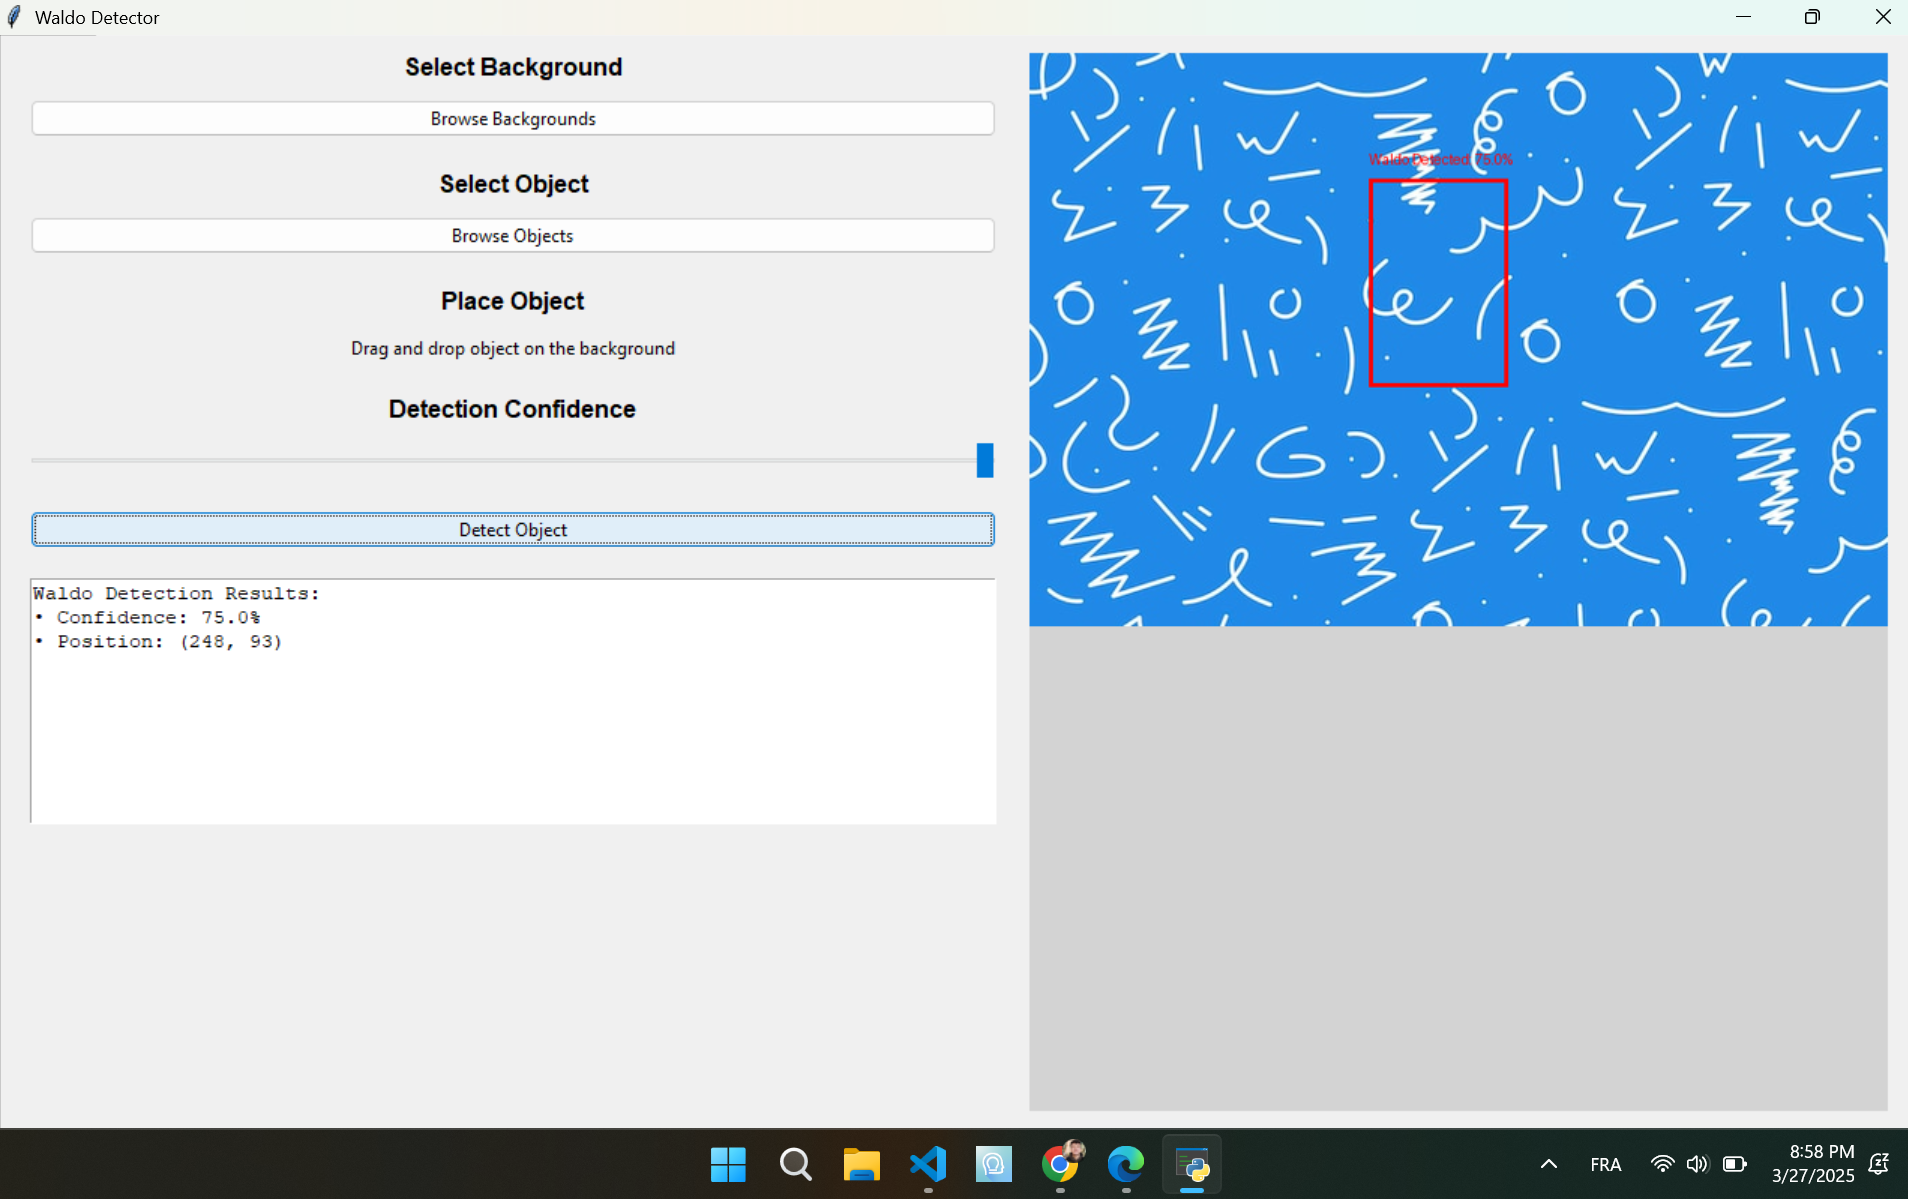 Waldo Detector
Select Background
Browse Backgrounds
Select Object
Browse Objects
Place Object
Drag and drop object on the background
Detection Confidence
Detect Object
Waldo Detection Results:
• Confidence: 75.0%
• Position: (248, 93)
Waldo Detected 75.0%
FRA
8:58 PM
3/27/2025